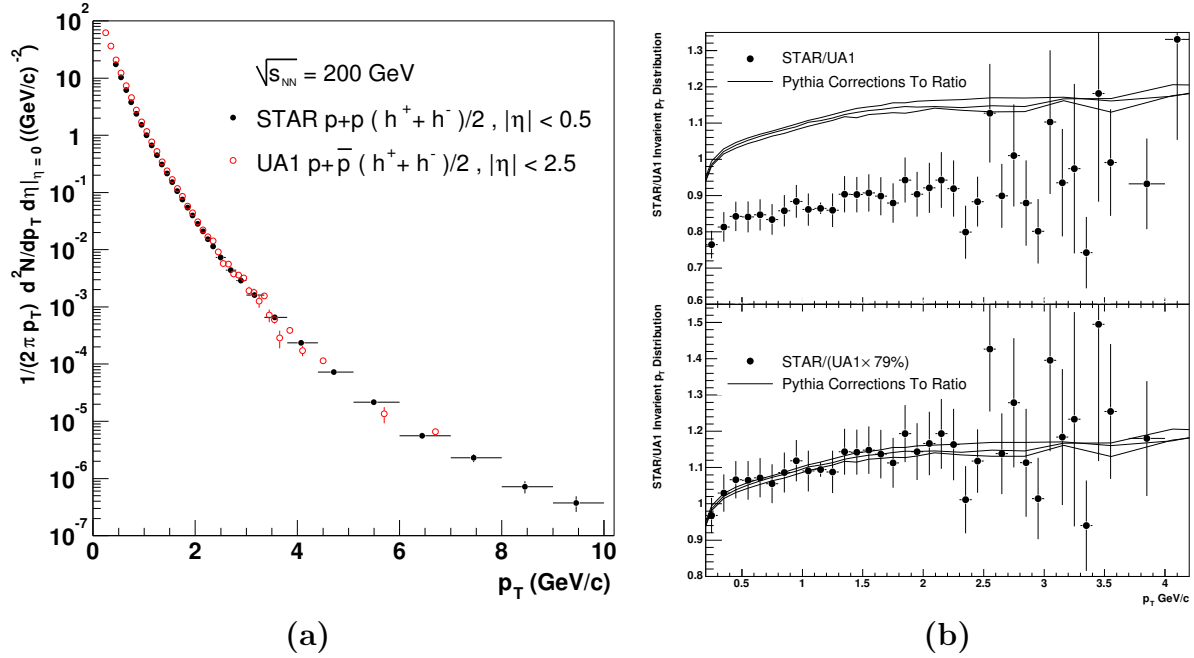 10^2
10
1
10^-1
10^-2
10^-3
10^-4
10^-5
10^-6
10^-7
1/(2π p_T) d^2N/dp_T dη|_η = 0 ((GeV/c)^-2)
√s_NN = 200 GeV
STAR p+p ( h^+ + h^- )/2 , |η| < 0.5
UA1 p+p̅ ( h^+ + h^- )/2 , |η| < 2.5
0 2 4 6 8 10
p_T (GeV/c)
(a)
STAR/UA1 Invarient p_T Distribution
1.3
1.2
1.1
1
0.9
0.8
0.7
0.6
STAR/UA1
Pythia Corrections To Ratio
STAR/UA1 Invarient p_T Distribution
1.5
1.4
1.3
1.2
1.1
1
0.9
0.8
STAR/(UA1× 79%)
Pythia Corrections To Ratio
0.5 1 1.5 2 2.5 3 3.5 4
p_T GeV/c
(b)